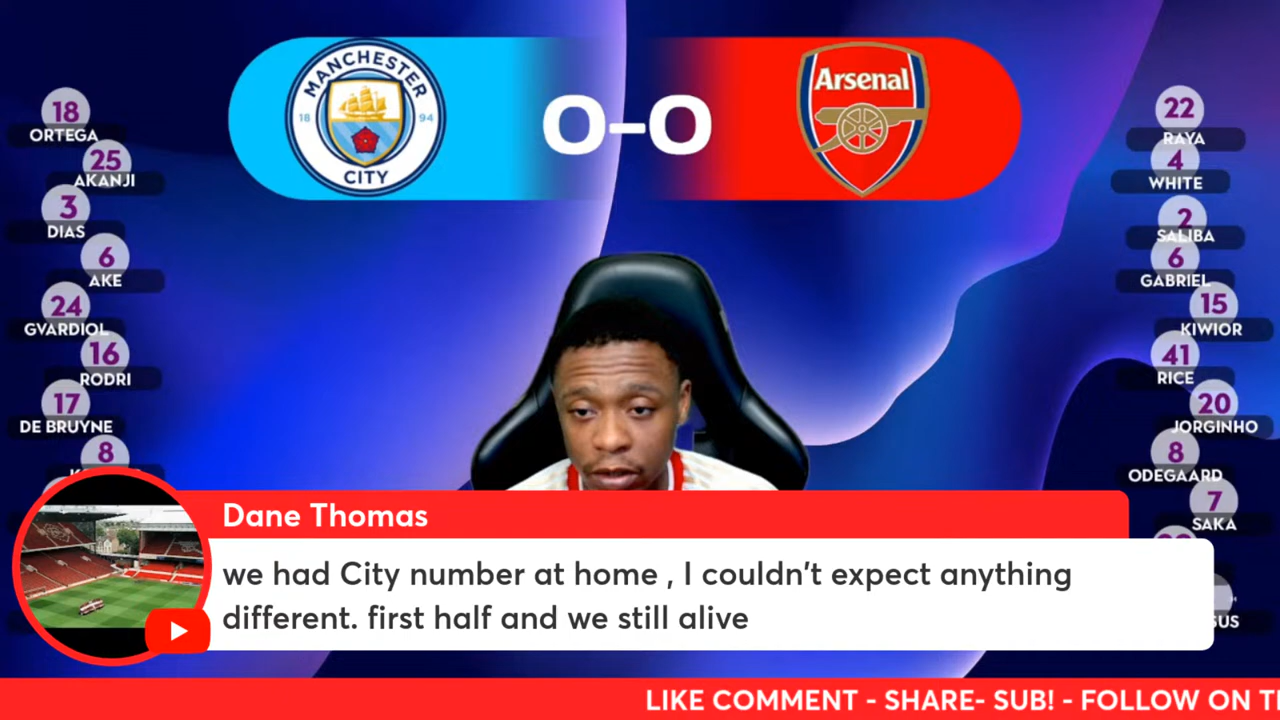 MANCHESTER
18 94
CITY
0-0
Arsenal
18
ORTEGA
25
AKANJI
3
DIAS
6
AKE
24
GVARDIOL
16
RODRI
17
DE BRUYNE
8
22
RAYA
4
WHITE
2
SALIBA
6
GABRIEL
15
KIWIOR
41
RICE
20
JORGINHO
8
ODEGAARD
7
SAKA
Dane Thomas
we had City number at home , I couldn't expect anything
different. first half and we still alive
LIKE COMMENT - SHARE- SUB! - FOLLOW ON